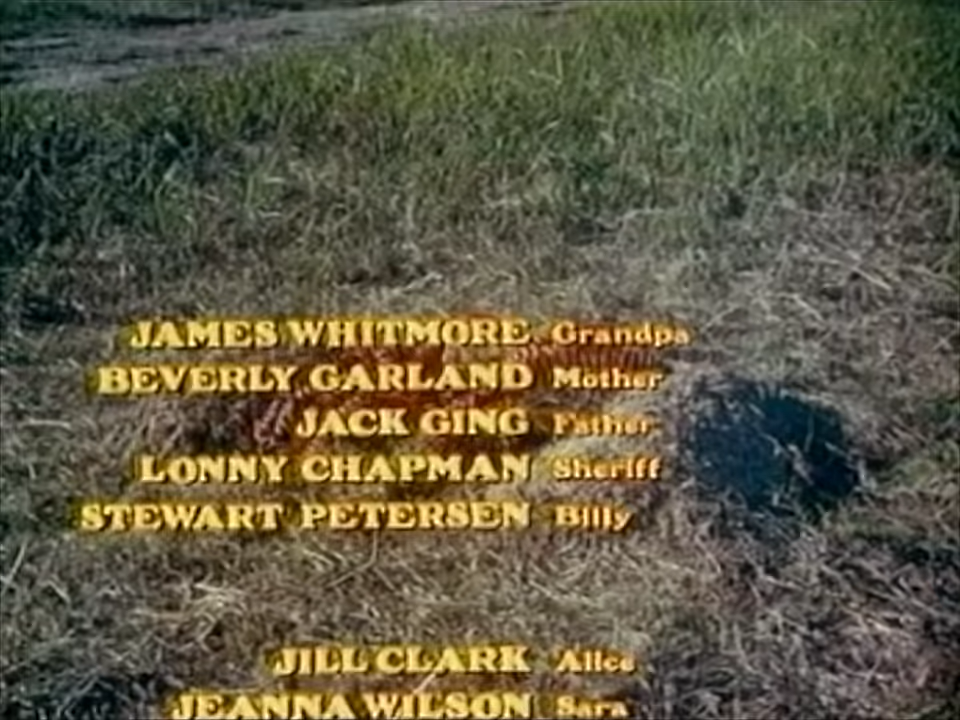 JAMES WHITMORE Grandpa
BEVERLY GARLAND Mother
JACK GING Father
LONNY CHAPMAN Sheriff
STEWART PETERSEN Billy
JILL CLARK Alice
JEANNA WILSON Sara